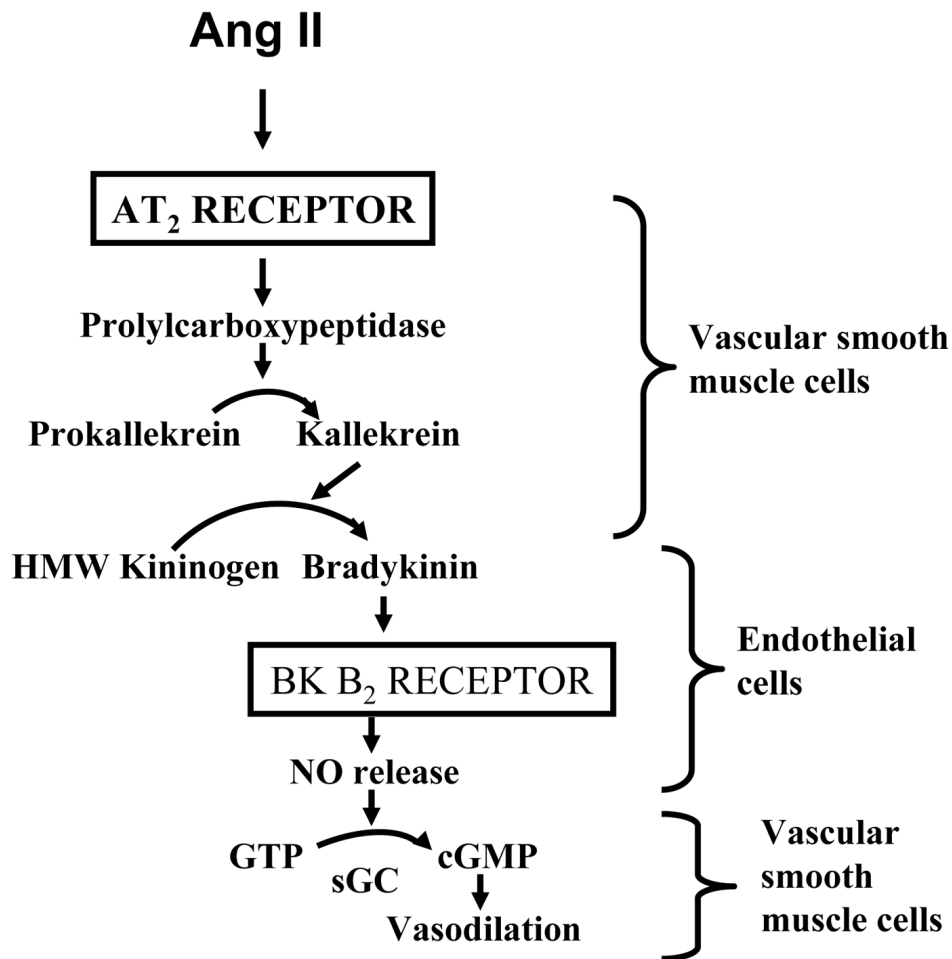 Ang II
AT₂ RECEPTOR
Prolylcarboxypeptidase
Prokallekrein Kallekrein
HMW Kininogen Bradykinin
BK B₂ RECEPTOR
NO release
GTP cGMP
sGC
Vasodilation
Vascular smooth
muscle cells
Endothelial
cells
Vascular
smooth
muscle cells